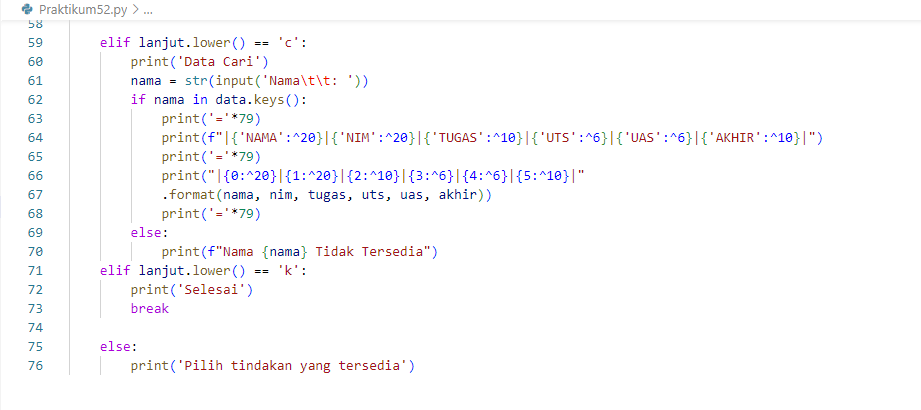 Praktikum52.py > ...
58
59 elif lanjut.lower() == 'c':
60 print('Data Cari')
61 nama = str(input('Nama\t\t: '))
62 if nama in data.keys():
63 print('='*79)
64 print(f"|{'NAMA':^20}|{'NIM':^20}|{'TUGAS':^10}|{'UTS':^6}|{'UAS':^6}|{'AKHIR':^10}|")
65 print('='*79)
66 print("|{0:^20}|{1:^20}|{2:^10}|{3:^6}|{4:^6}|{5:^10}|"
67 .format(nama, nim, tugas, uts, uas, akhir))
68 print('='*79)
69 else:
70 print(f"Nama {nama} Tidak Tersedia")
71 elif lanjut.lower() == 'k':
72 print('Selesai')
73 break
74
75 else:
76 print('Pilih tindakan yang tersedia')